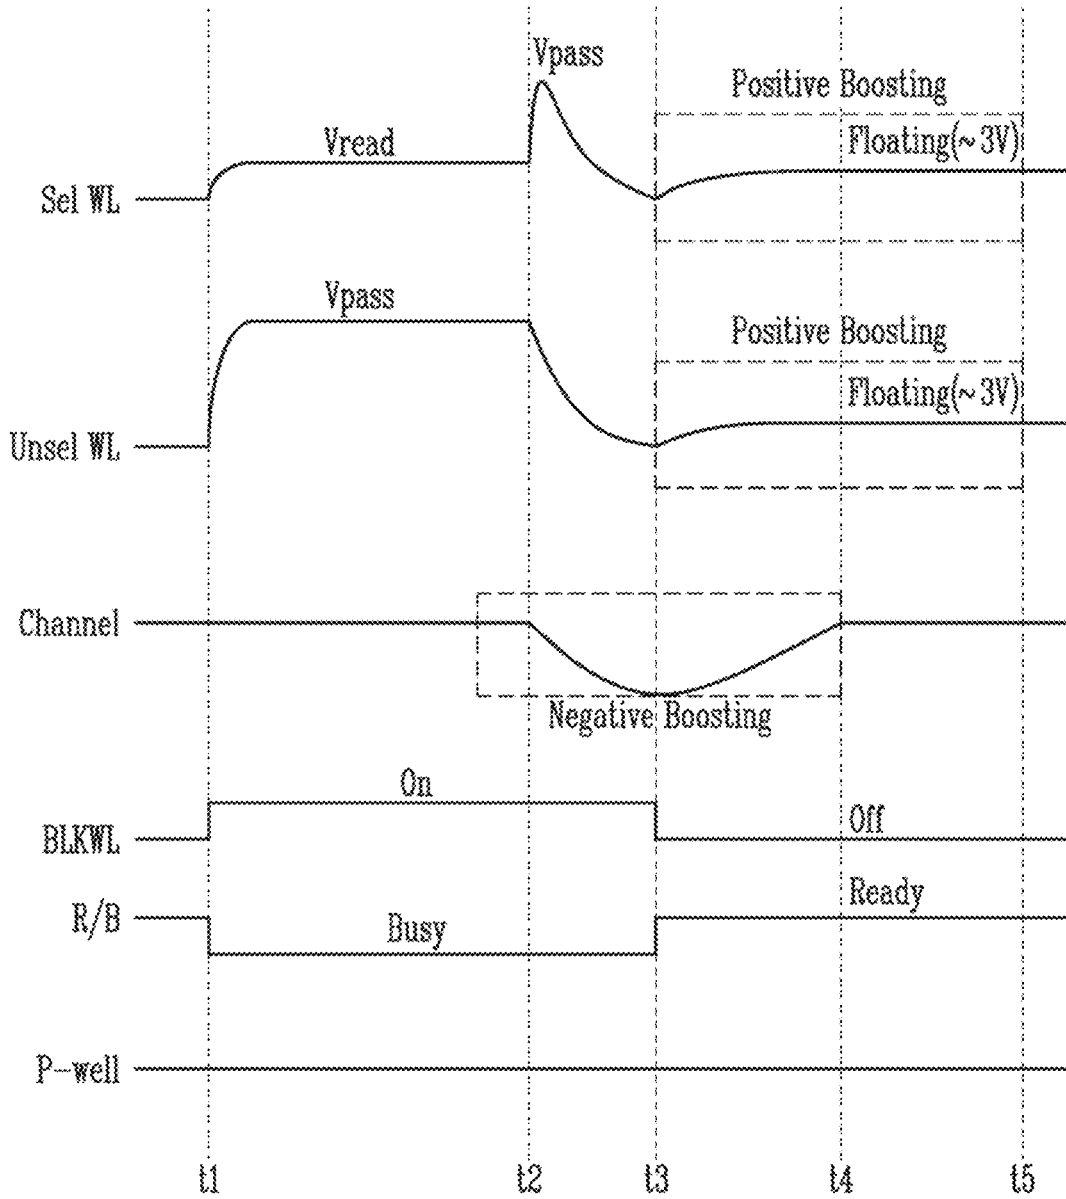 Vpass
Positive Boosting
Vread
Floating(~3V)
Sel WL
Vpass
Positive Boosting
Floating(~3V)
Unsel WL
Channel
Negative Boosting
On
BLKWL
Off
R/B
Ready
Busy
P-well
t1 t2 t3 t4 t5